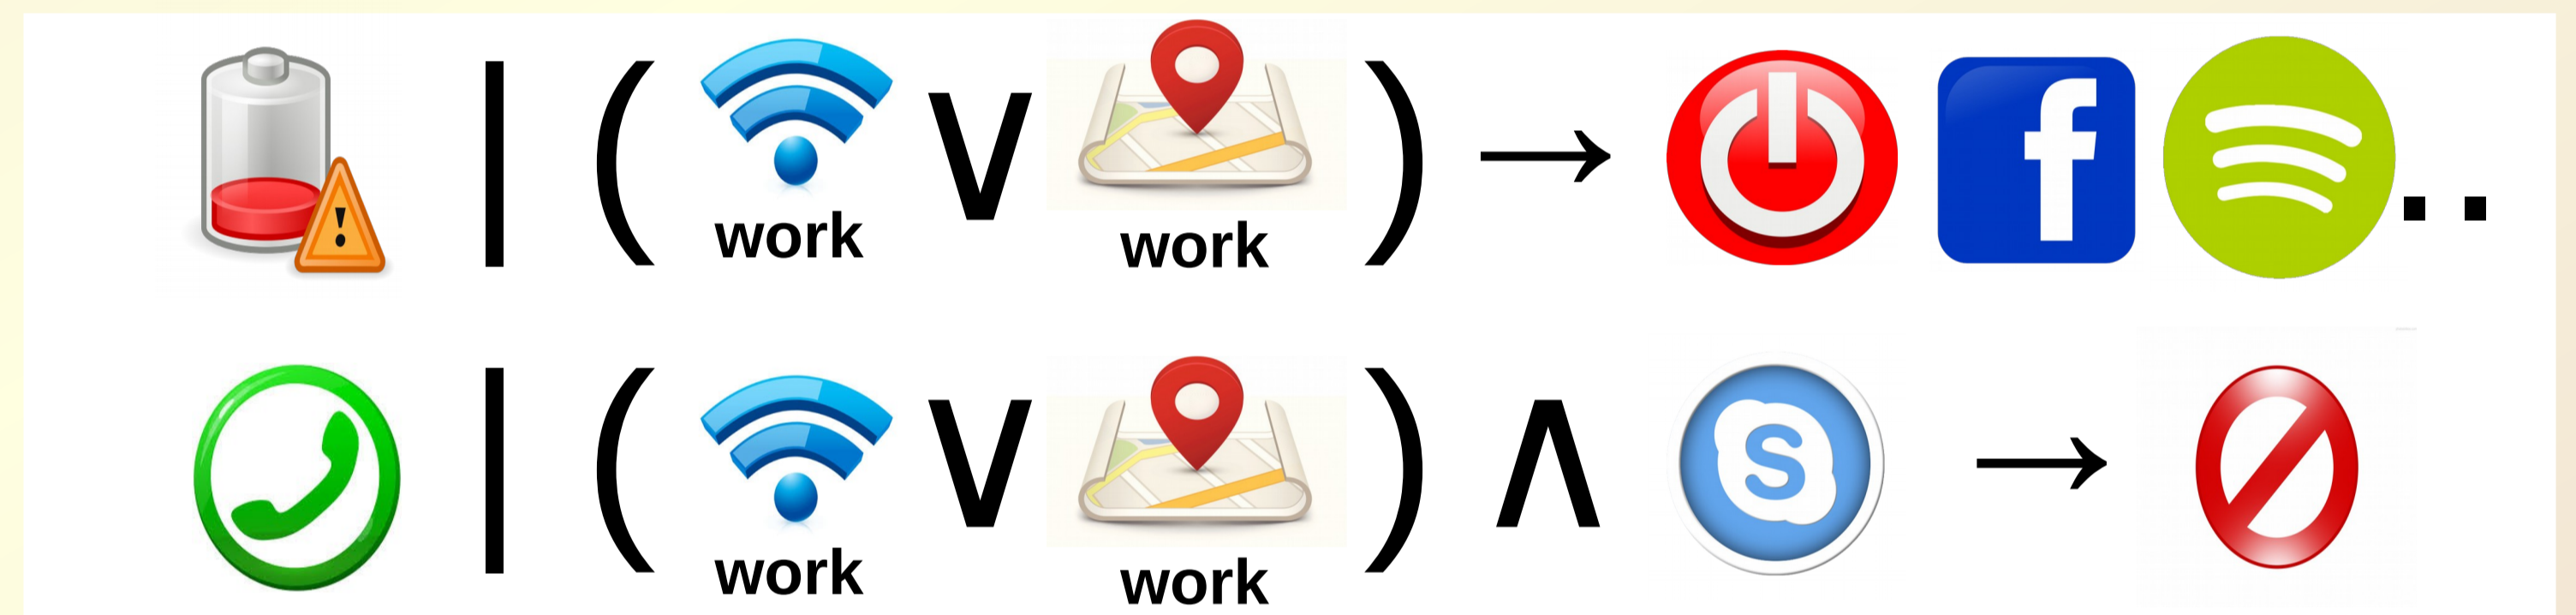 | ( V ) → f ..
work work
| ( V ) Λ S →
work work